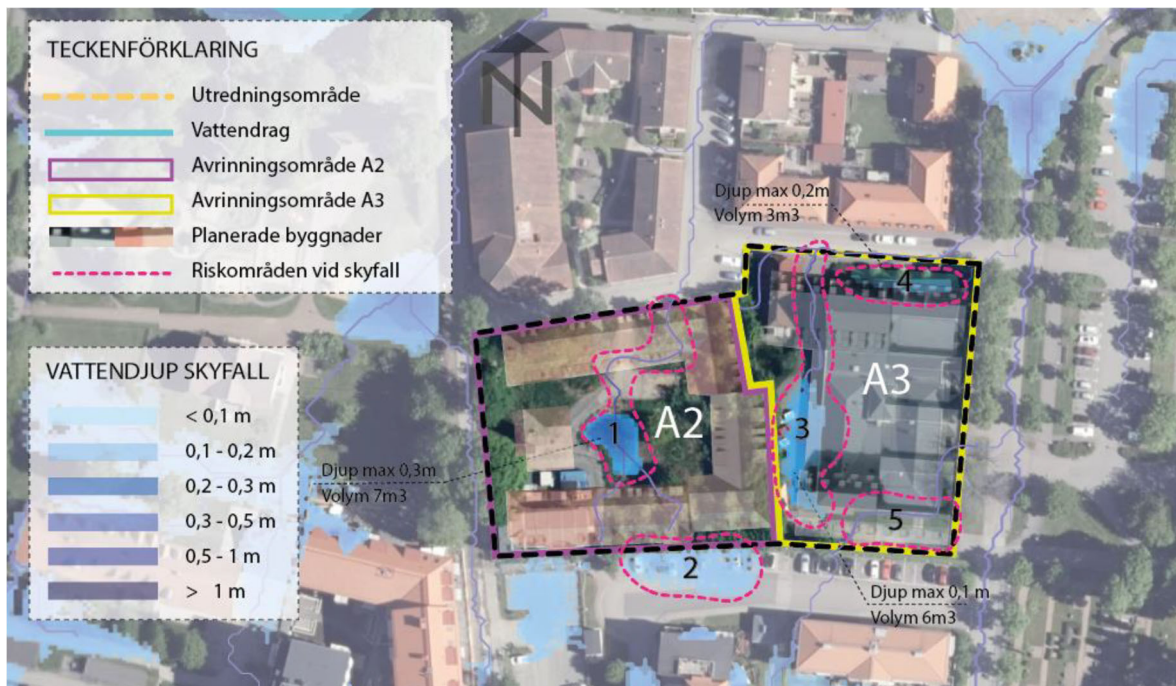 TECKENFÖRKLARING
Utredningsområde
Vattendrag
Avrinningsområde A2
Avrinningsområde A3
Planerade byggnader
Riskområden vid skyfall
N
VATTENDJUP SKYFALL
< 0,1 m
0,1 - 0,2 m
0,2 - 0,3 m
0,3 - 0,5 m
0,5 - 1 m
> 1 m
Djup max 0,2m
Volym 3m3
4
A3
A2
1
3
Djup max 0,3m
Volym 7m3
5
2
Djup max 0,1 m
Volym 6m3